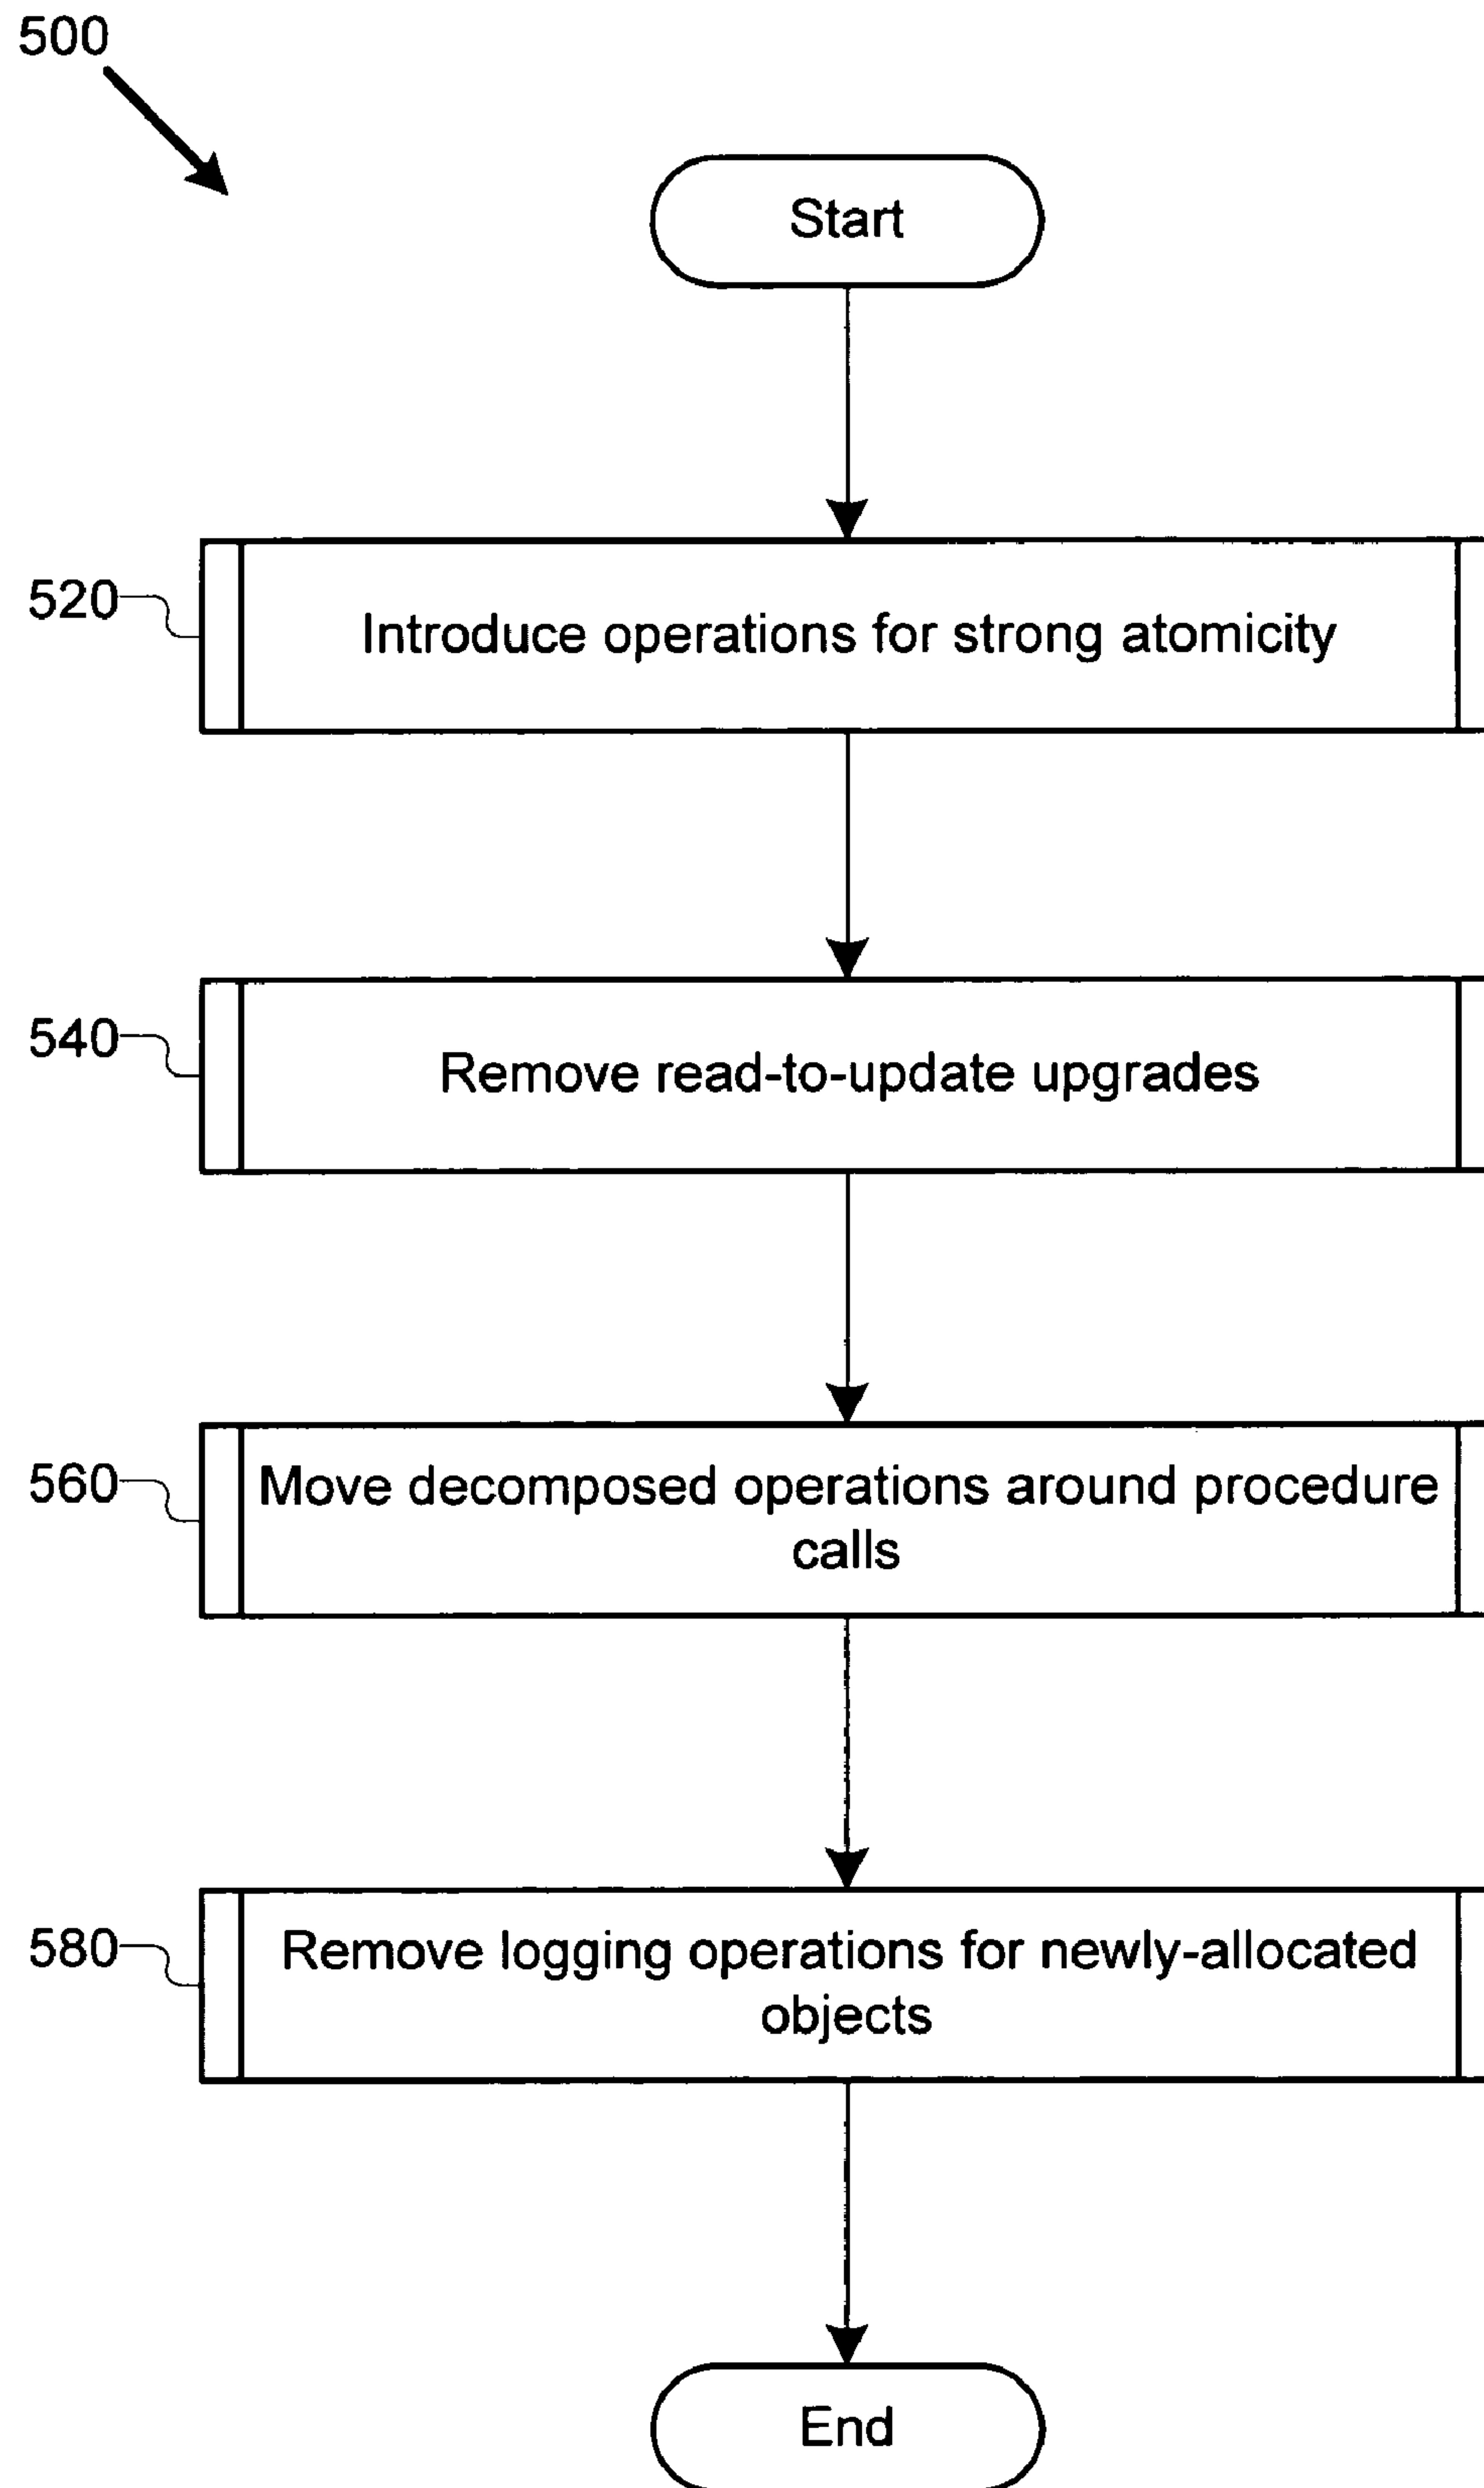 500
Start
520
Introduce operations for strong atomicity
540
Remove read-to-update upgrades
560
Move decomposed operations around procedure
calls
580
Remove logging operations for newly-allocated
objects
End